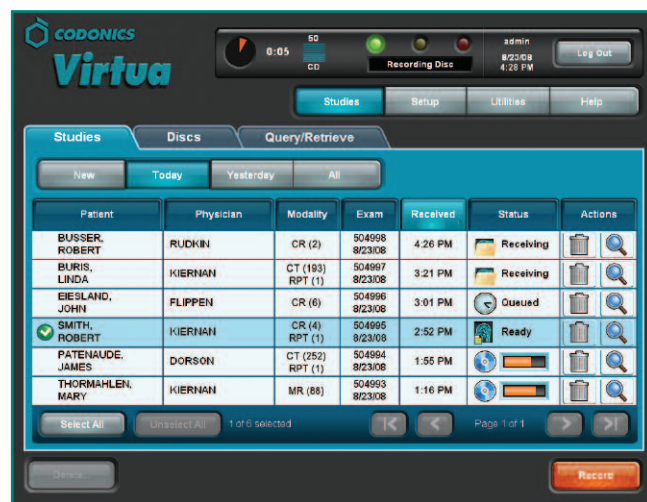 CODONICS
Virtua
0:05
50
CD
Recording Disc
admin
8/23/08
4:28 PM
Log Out
Studies
Setup
Utilities
Help
Studies
Discs
Query/Retrieve
New
Today
Yesterday
All
Patient
Physician
Modality
Exam
Received
Status
Actions
BUSSER,
ROBERT
RUDKIN
CR (2)
504998
8/23/08
4:26 PM
Receiving
BURIS,
LINDA
KIERNAN
CT (193)
RPT (1)
504997
8/23/08
3:21 PM
Receiving
EIESLAND,
JOHN
FLIPPEN
CR (6)
504996
8/23/08
3:01 PM
Queued
SMITH,
ROBERT
KIERNAN
CR (4)
RPT (1)
504995
8/23/08
2:52 PM
Ready
PATENAUDE,
JAMES
DORSON
CT (252)
RPT (1)
504994
8/23/08
1:55 PM
THORMAHLEN,
MARY
KIERNAN
MR (88)
504993
8/23/08
1:16 PM
Select All
Unselect All
1 of 6 selected
Page 1 of 1
Delete...
Record